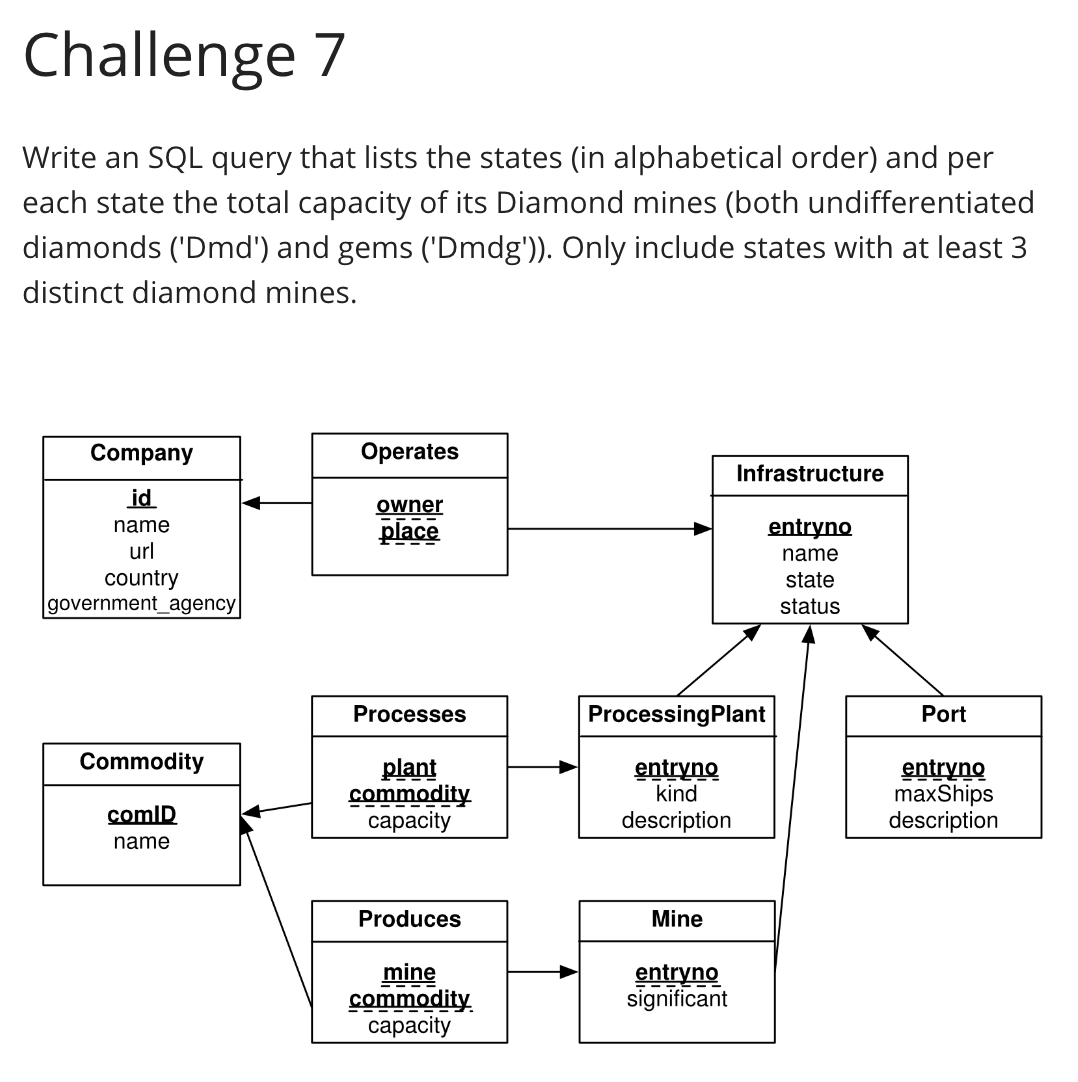 Challenge 7
Write an SQL query that lists the states (in alphabetical order) and per
each state the total capacity of its Diamond mines (both undifferentiated
diamonds ('Dmd') and gems ('Dmdg')). Only include states with at least 3
distinct diamond mines.
Company
id
name
url
country
government_agency
Operates
owner
place
Infrastructure
entryno
name
state
status
Commodity
comID
name
Processes
plant
commodity
capacity
ProcessingPlant
entryno
kind
description
Port
entryno
maxShips
description
Produces
mine
commodity
capacity
Mine
entryno
significant